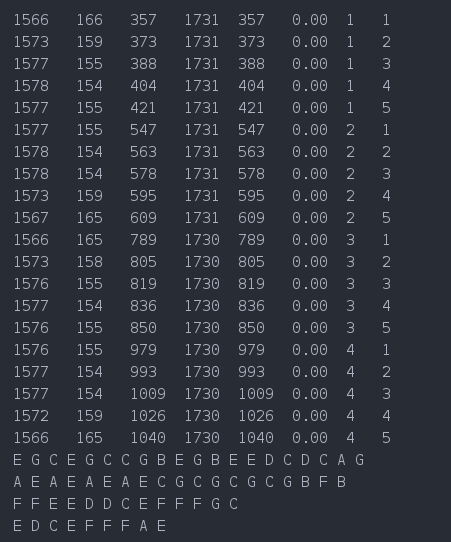 1566 166 357 1731 357 0.00 1 1
1573 159 373 1731 373 0.00 1 2
1577 155 388 1731 388 0.00 1 3
1578 154 404 1731 404 0.00 1 4
1577 155 421 1731 421 0.00 1 5
1577 155 547 1731 547 0.00 2 1
1578 154 563 1731 563 0.00 2 2
1578 154 578 1731 578 0.00 2 3
1573 159 595 1731 595 0.00 2 4
1567 165 609 1731 609 0.00 2 5
1566 165 789 1730 789 0.00 3 1
1573 158 805 1730 805 0.00 3 2
1576 155 819 1730 819 0.00 3 3
1577 154 836 1730 836 0.00 3 4
1576 155 850 1730 850 0.00 3 5
1576 155 979 1730 979 0.00 4 1
1577 154 993 1730 993 0.00 4 2
1577 154 1009 1730 1009 0.00 4 3
1572 159 1026 1730 1026 0.00 4 4
1566 165 1040 1730 1040 0.00 4 5
E G C E G C C G B E G B E E D C D C A G
A E A E A E A E C G C G C G C G B F B
F F E E D D C E F F F G C
E D C E F F F A E